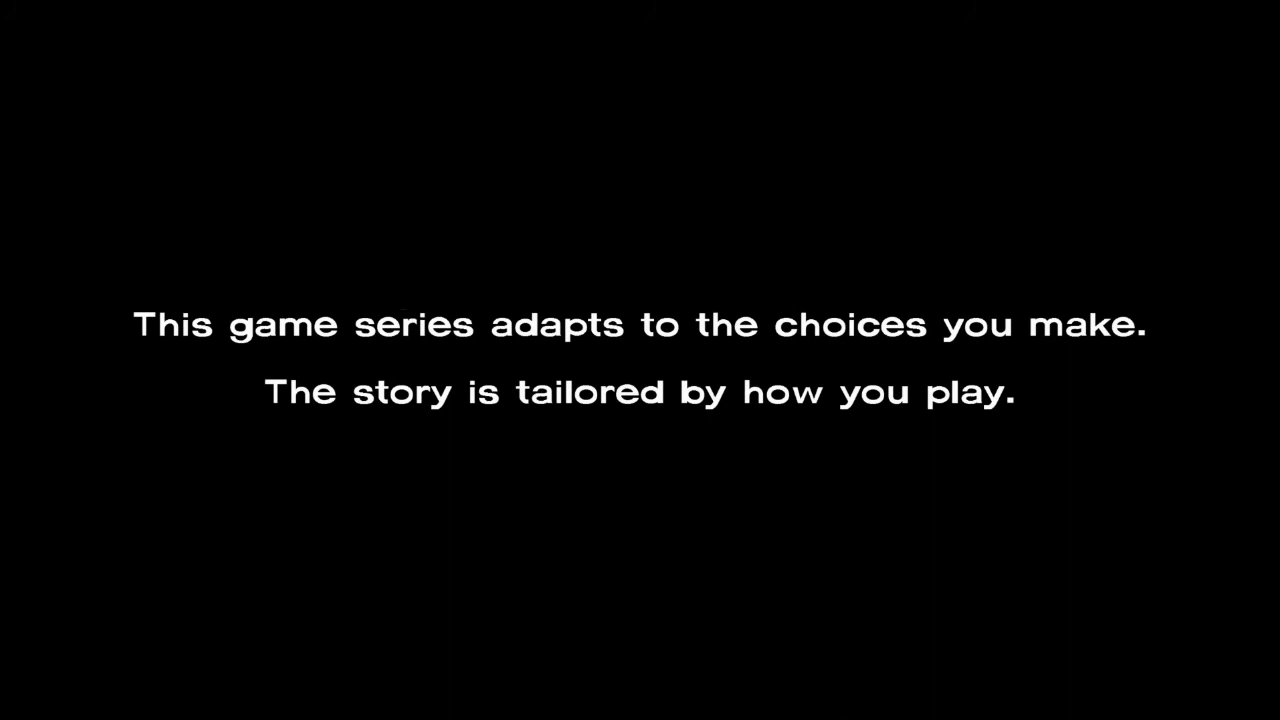 This game series adapts to the choices you make.
The story is tailored by how you play.